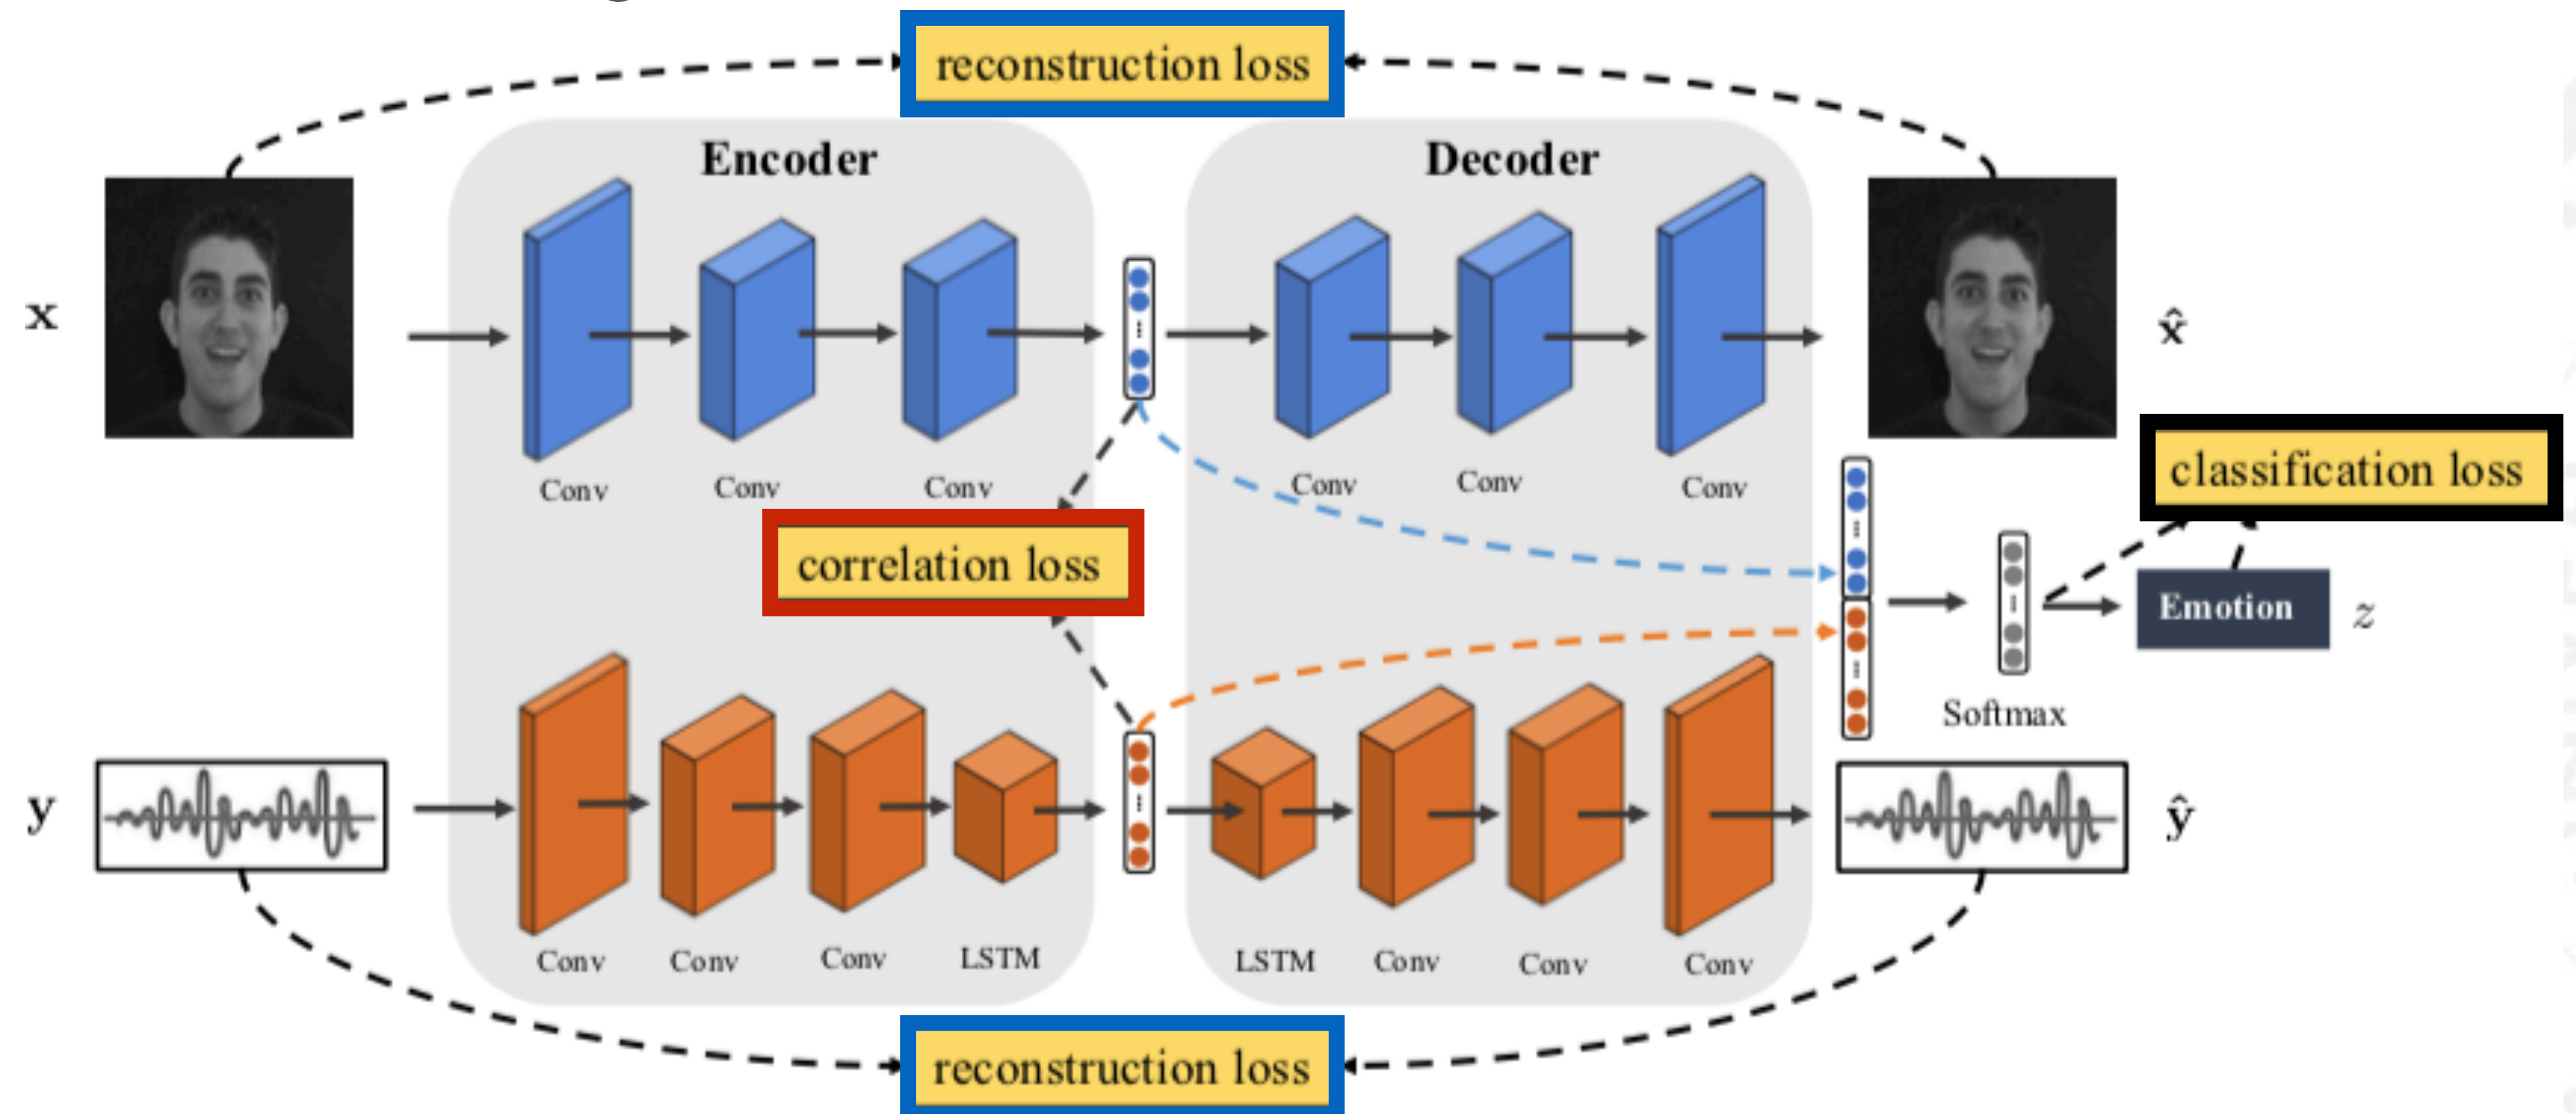 reconstruction loss
Encoder
Decoder
x
x̂
Conv
Conv
Conv
Conv
Conv
Conv
classification loss
correlation loss
Emotion
z
Softmax
y
ŷ
Conv
Conv
Conv
LSTM
LSTM
Conv
Conv
Conv
reconstruction loss